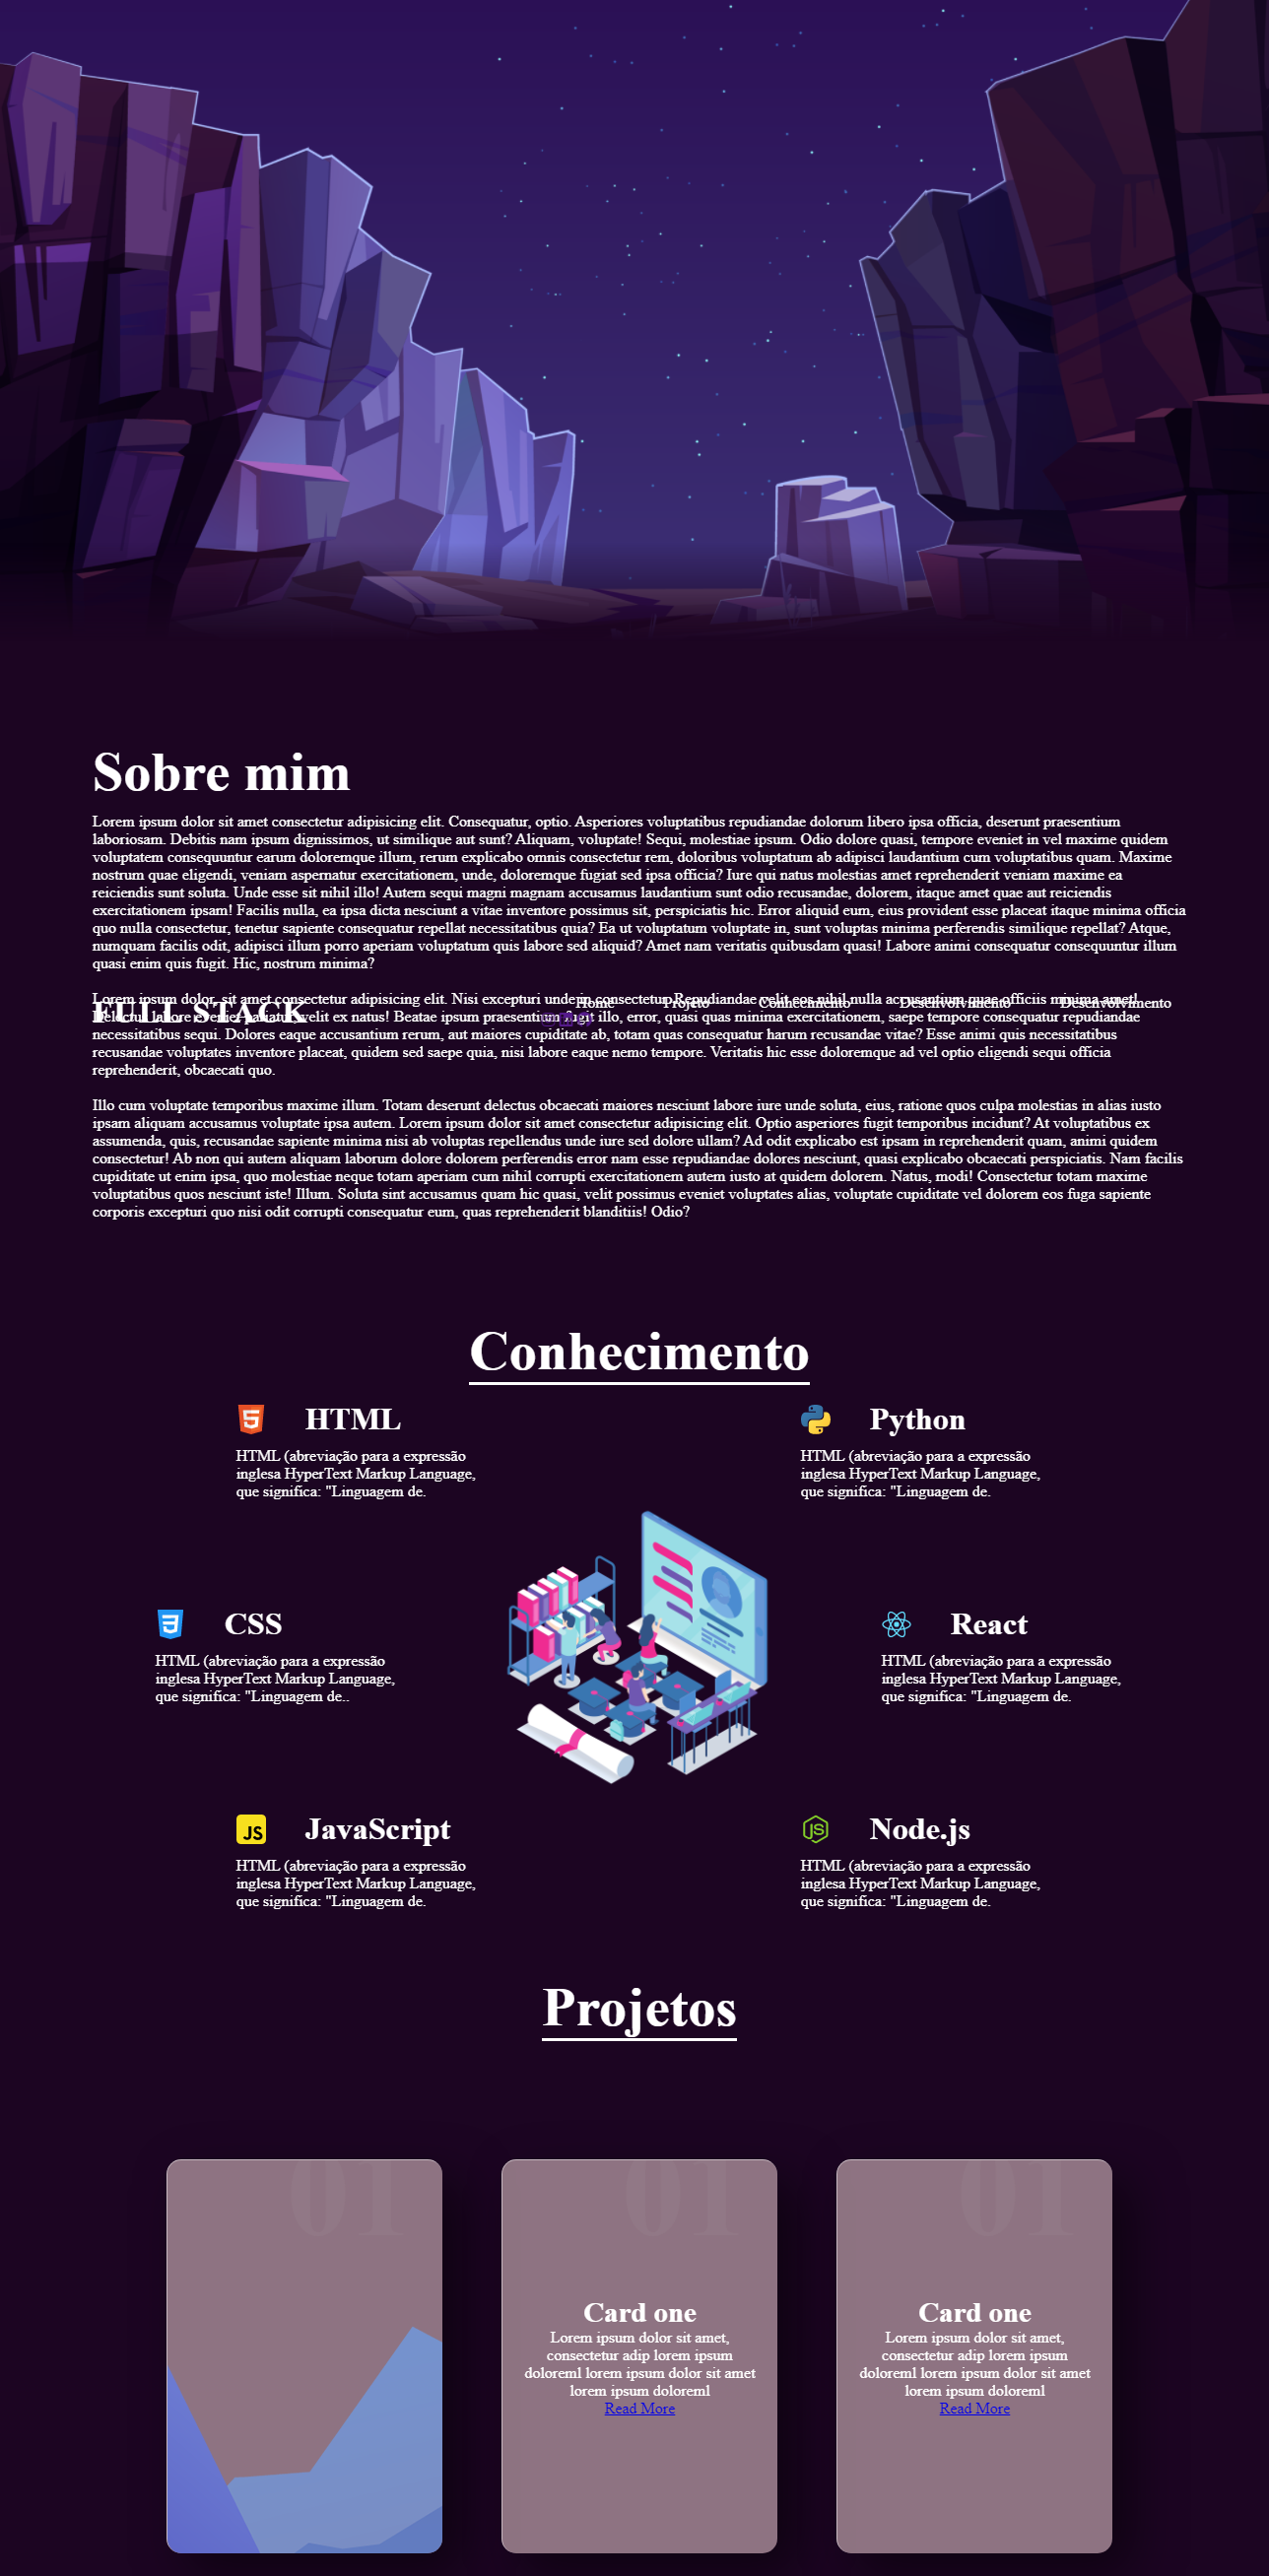 Sobre mim
Lorem ipsum dolor sit amet consectetur adipisicing elit. Consequatur, optio. Asperiores voluptatibus repudiandae dolorum libero ipsa officia, deserunt praesentium
laboriosam. Debitis nam ipsum dignissimos, ut similique aut sunt? Aliquam, voluptate! Sequi, molestiae ipsum. Odio dolore quasi, tempore eveniet in vel maxime quidem
voluptatem consequuntur earum doloremque illum, rerum explicabo omnis consectetur rem, doloribus voluptatum ab adipisci laudantium cum voluptatibus quam. Maxime
nostrum quae eligendi, veniam aspernatur exercitationem, unde, doloremque fugiat sed ipsa officia? Iure qui natus molestias amet reprehenderit veniam maxime ea
reiciendis sunt soluta. Unde esse sit nihil illo! Autem sequi magni magnam accusamus laudantium sunt odio recusandae, dolorem, itaque amet quae aut reiciendis
exercitationem ipsam! Facilis nulla, ea ipsa dicta nesciunt a vitae inventore possimus sit, perspiciatis hic. Error aliquid eum, eius provident esse placeat itaque minima officia
quo nulla consectetur, tenetur sapiente consequatur repellat necessitatibus quia? Ea ut voluptatum voluptate in, sunt voluptas minima perferendis similique repellat? Atque,
numquam facilis odit, adipisci illum porro aperiam voluptatum quis labore sed aliquid? Amet nam veritatis quibusdam quasi! Labore animi consequatur consequuntur illum
quasi enim quis fugit. Hic, nostrum minima?
Lorem ipsum dolor, sit amet consectetur adipisicing elit. Nisi excepturi unde in consectetur. Repudiandae velit eos nihil nulla accusantium quae officiis minima amet!
FULL STACK
Home Projeto Conhecimento Desenvolvimento Desenvolvimento
Delectus labore eveniet pariatur velit ex natus! Beatae ipsum praesentium illo, error, quasi quas minima exercitationem, saepe tempore consequatur repudiandae
necessitatibus sequi. Dolores eaque accusantium rerum, aut maiores cupiditate ab, totam quas consequatur harum recusandae vitae? Esse animi quis necessitatibus
recusandae voluptates inventore placeat, quidem sed saepe quia, nisi labore eaque nemo tempore. Veritatis hic esse doloremque ad vel optio eligendi sequi officia
reprehenderit, obcaecati quo.
Illo cum voluptate temporibus maxime illum. Totam deserunt delectus obcaecati maiores nesciunt labore iure unde soluta, eius, ratione quos culpa molestias in alias iusto
ipsam aliquam accusamus voluptate ipsa autem. Lorem ipsum dolor sit amet consectetur adipisicing elit. Optio asperiores fugit temporibus incidunt? At voluptatibus ex
assumenda, quis, recusandae sapiente minima nisi ab voluptas repellendus unde iure sed dolore ullam? Ad odit explicabo est ipsam in reprehenderit quam, animi quidem
consectetur! Ab non qui autem aliquam laborum dolore dolorem perferendis error nam esse repudiandae dolores nesciunt, quasi explicabo obcaecati perspiciatis. Nam facilis
cupiditate ut enim ipsa, quo molestiae neque totam aperiam cum nihil corrupti exercitationem autem iusto at quidem dolorem. Natus, modi! Consectetur totam maxime
voluptatibus quos nesciunt iste! Illum. Soluta sint accusamus quam hic quasi, velit possimus eveniet voluptates alias, voluptate cupiditate vel dolorem eos fuga sapiente
corporis excepturi quo nisi odit corrupti consequatur eum, quas reprehenderit blanditiis! Odio?
Conhecimento
HTML
HTML (abreviação para a expressão
inglesa HyperText Markup Language,
que significa: "Linguagem de.
Python
HTML (abreviação para a expressão
inglesa HyperText Markup Language,
que significa: "Linguagem de.
CSS
HTML (abreviação para a expressão
inglesa HyperText Markup Language,
que significa: "Linguagem de..
React
HTML (abreviação para a expressão
inglesa HyperText Markup Language,
que significa: "Linguagem de.
JS
JavaScript
HTML (abreviação para a expressão
inglesa HyperText Markup Language,
que significa: "Linguagem de.
JS
Node.js
HTML (abreviação para a expressão
inglesa HyperText Markup Language,
que significa: "Linguagem de.
Projetos
01
01
Card one
Lorem ipsum dolor sit amet,
consectetur adip lorem ipsum
doloreml lorem ipsum dolor sit amet
lorem ipsum doloreml
Read More
01
Card one
Lorem ipsum dolor sit amet,
consectetur adip lorem ipsum
doloreml lorem ipsum dolor sit amet
lorem ipsum doloreml
Read More